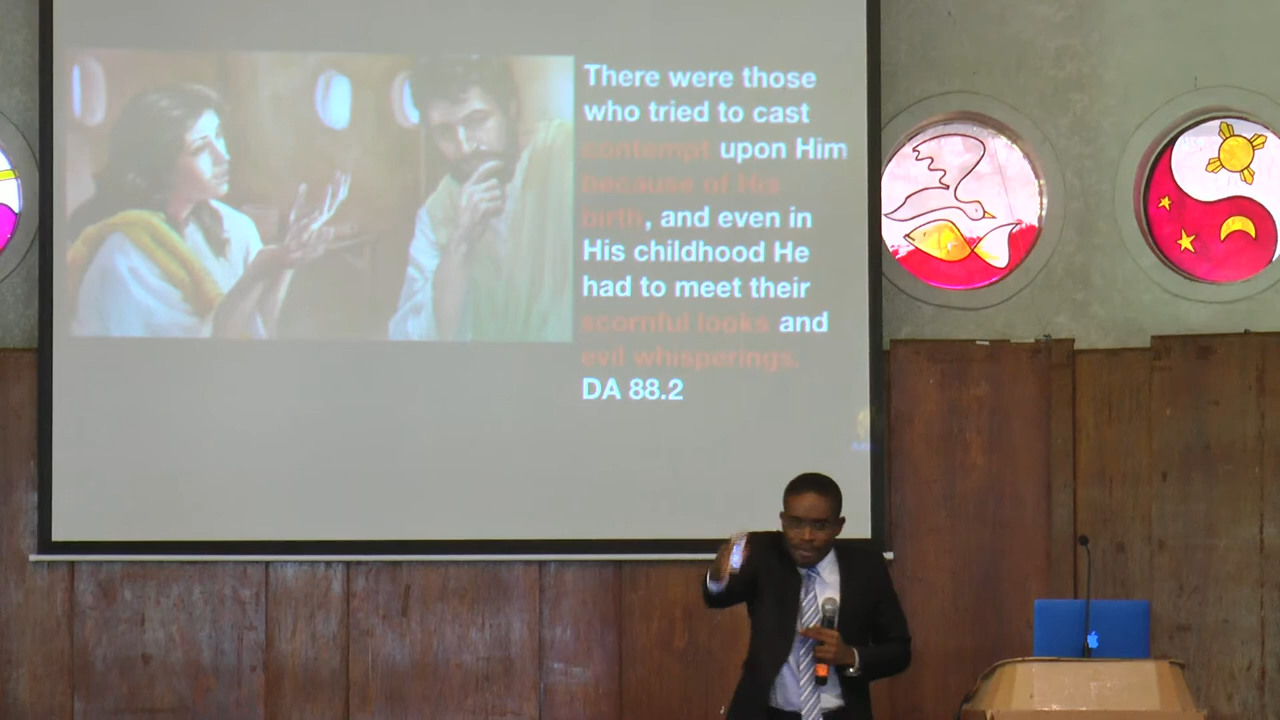 There were those
who tried to cast
contempt upon Him
because of His
birth, and even in
His childhood He
had to meet their
scornful looks and
evil whisperings.
DA 88.2